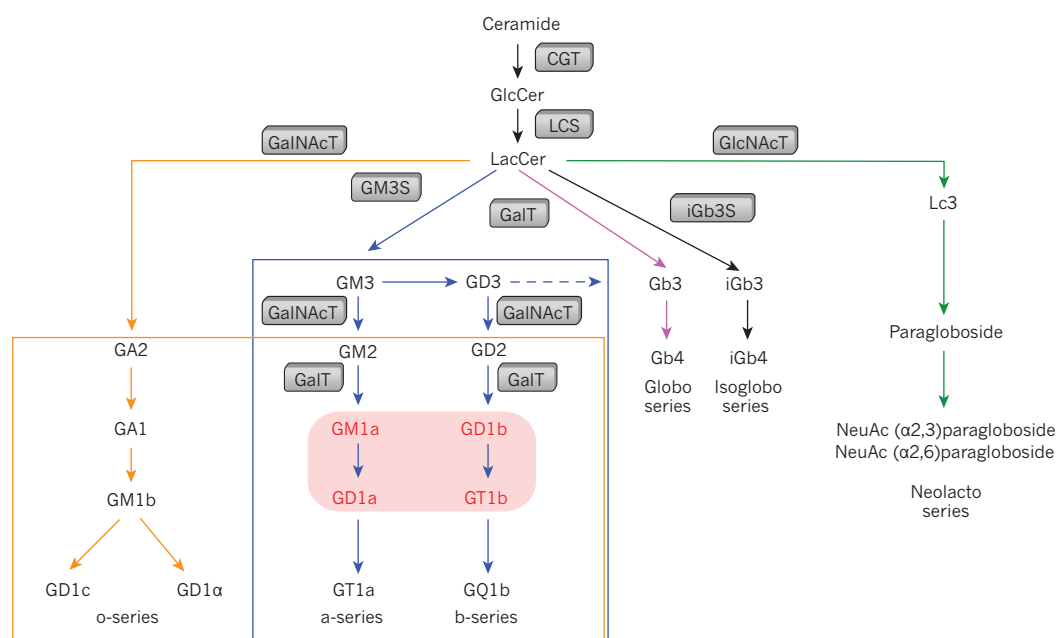 Ceramide
CGT
GlcCer
LCS
GalNAcT
GlcNAcT
LacCer
GM3S
iGb3S
GalT
Lc3
GM3
GD3
Gb3
iGb3
GalNAcT
GalNAcT
Paragloboside
GA2
GM2
GD2
Gb4
iGb4
GalT
GalT
Globo
series
Isoglobo
series
GA1
GM1a
GD1b
NeuAc (α2,3)paragloboside
NeuAc (α2,6)paragloboside
GM1b
GD1a
GT1b
Neolacto
series
GD1c
GD1α
GT1a
GQ1b
o-series
a-series
b-series